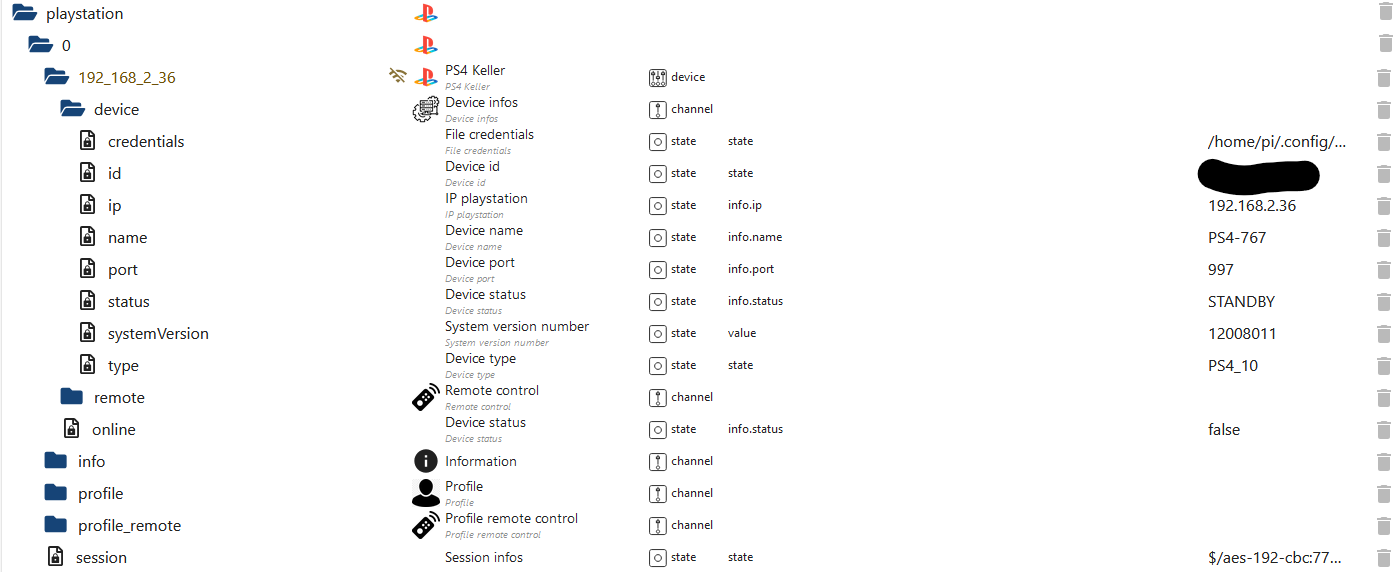 playstation
0
192_168_2_36 PS4 Keller device
PS4 Keller
device Device infos channel
Device infos
credentials File credentials state state /home/pi/.config/...
File credentials
id Device id state state
Device id
ip IP playstation state info.ip 192.168.2.36
IP playstation
name Device name state info.name PS4-767
Device name
port Device port state info.port 997
Device port
status Device status state info.status STANDBY
Device status
systemVersion System version number state value 12008011
System version number
type Device type state state PS4_10
Device type
remote Remote control channel
Remote control
online Device status state info.status false
Device status
info Information channel
profile Profile channel
Profile
profile_remote Profile remote control channel
Profile remote control
session Session infos state state $/aes-192-cbc:77...